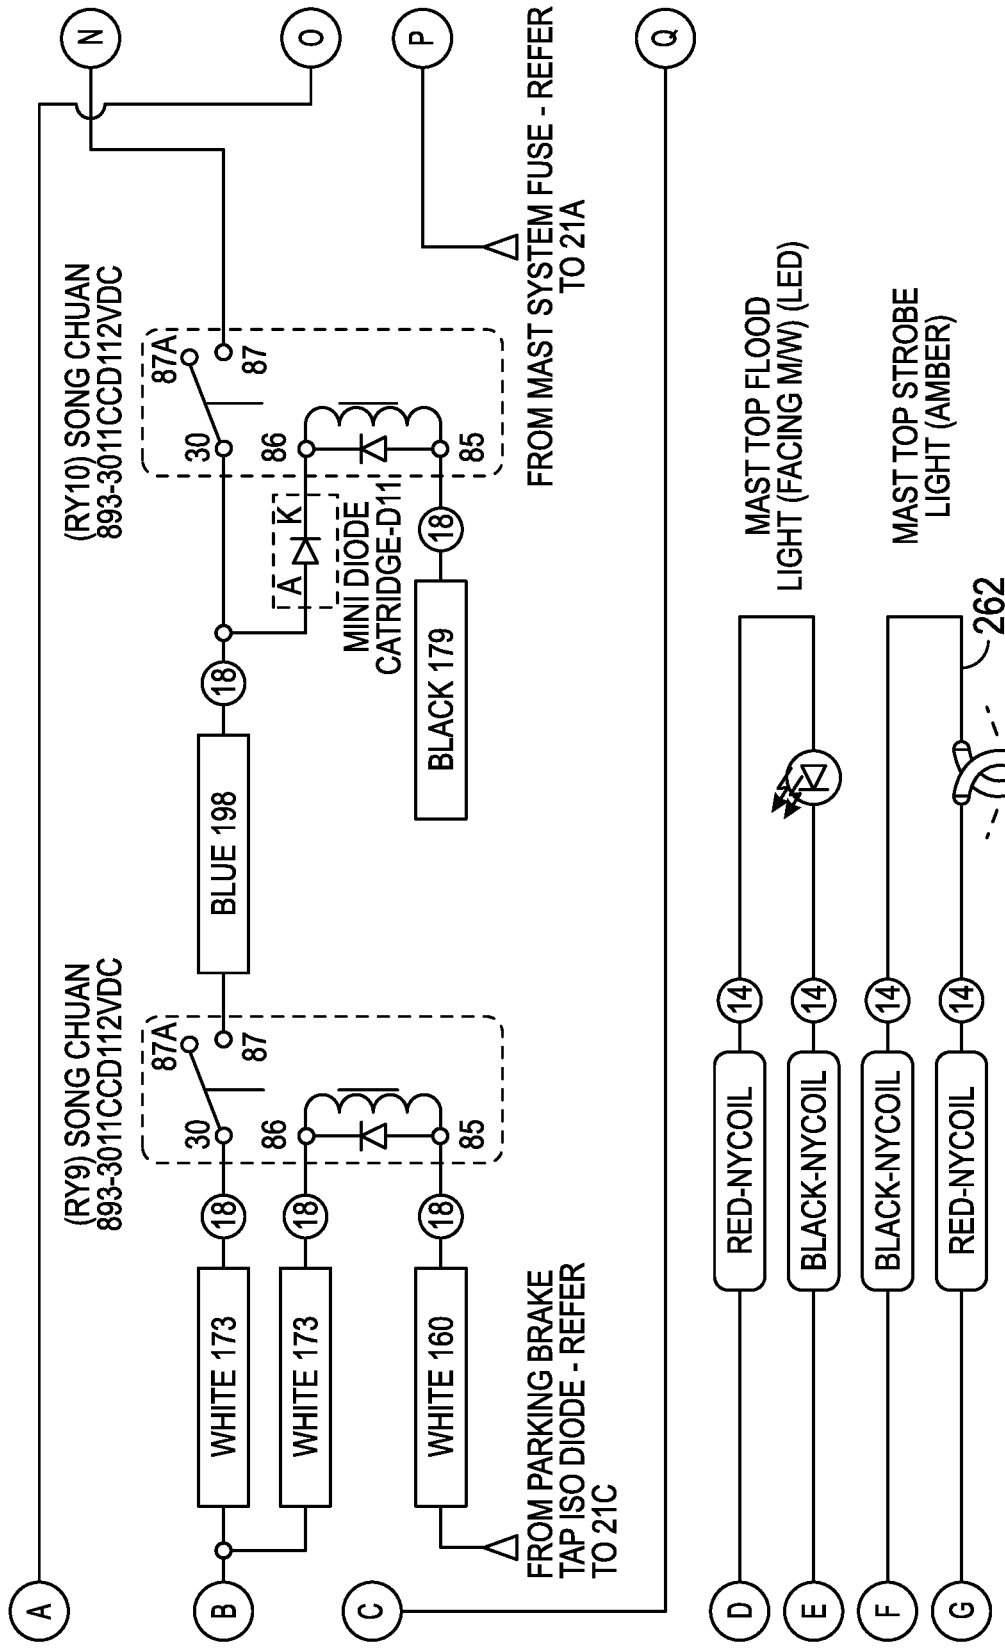 A
N
O
P
Q
(RY9) SONG CHUAN
893-3011CCD112VDC
(RY10) SONG CHUAN
893-3011CCD112VDC
B
WHITE 173
18
30
87A
87
BLUE 198
18
30
87A
87
WHITE 173
18
86
A
K
86
MINI DIODE
CATRIDGE-D11
WHITE 160
18
85
BLACK 179
18
85
C
FROM PARKING BRAKE
TAP ISO DIODE - REFER
TO 21C
FROM MAST SYSTEM FUSE - REFER
TO 21A
D
RED-NYCOIL
14
MAST TOP FLOOD
LIGHT (FACING M/W) (LED)
E
BLACK-NYCOIL
14
F
BLACK-NYCOIL
14
MAST TOP STROBE
LIGHT (AMBER)
G
RED-NYCOIL
14
262